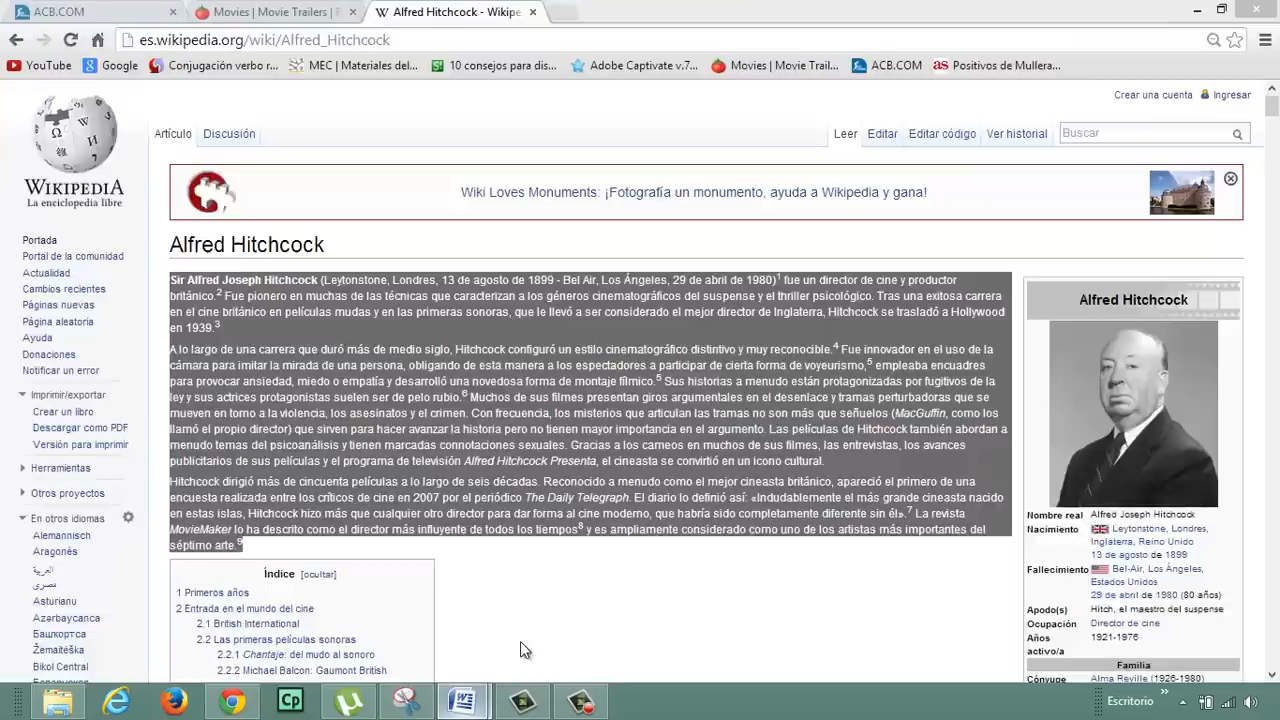 ACB.COM
Movies | Movie Trailers |
Alfred Hitchcock - Wikipe
es.wikipedia.org/wiki/Alfred_Hitchcock
YouTube Google Conjugación verbo r... MEC | Materiales del... 10 consejos para dis... Adobe Captivate v.7... Movies | Movie Trail... ACB.COM as Positivos de Mullera...
Crear una cuenta Ingresar
Artículo Discusión Leer Editar Editar código Ver historial Buscar
WIKIPEDIA
La enciclopedia libre
Wiki Loves Monuments: ¡Fotografía un monumento, ayuda a Wikipedia y gana!
Portada
Portal de la comunidad
Actualidad
Cambios recientes
Páginas nuevas
Página aleatoria
Ayuda
Donaciones
Notificar un error
Imprimir/exportar
Crear un libro
Descargar como PDF
Versión para imprimir
Herramientas
Otros proyectos
En otros idiomas
Alemannisch
Aragonés
العربية
مصرى
Asturianu
Azərbaycanca
Башҡортса
Žemaitėška
Bikol Central
Alfred Hitchcock
Sir Alfred Joseph Hitchcock (Leytonstone, Londres, 13 de agosto de 1899 - Bel Air, Los Ángeles, 29 de abril de 1980)1 fue un director de cine y productor
británico.2 Fue pionero en muchas de las técnicas que caracterizan a los géneros cinematográficos del suspense y el thriller psicológico. Tras una exitosa carrera
en el cine británico en películas mudas y en las primeras sonoras, que le llevó a ser considerado el mejor director de Inglaterra, Hitchcock se trasladó a Hollywood
en 1939.3
A lo largo de una carrera que duró más de medio siglo, Hitchcock configuró un estilo cinematográfico distintivo y muy reconocible.4 Fue innovador en el uso de la
cámara para imitar la mirada de una persona, obligando de esta manera a los espectadores a participar de cierta forma de voyeurismo,5 empleaba encuadres
para provocar ansiedad, miedo o empatía y desarrolló una novedosa forma de montaje fílmico.5 Sus historias a menudo están protagonizadas por fugitivos de la
ley y sus actrices protagonistas suelen ser de pelo rubio.6 Muchos de sus filmes presentan giros argumentales en el desenlace y tramas perturbadoras que se
mueven en torno a la violencia, los asesinatos y el crimen. Con frecuencia, los misterios que articulan las tramas no son más que señuelos (MacGuffin, como los
llamó el propio director) que sirven para hacer avanzar la historia pero no tienen mayor importancia en el argumento. Las películas de Hitchcock también abordan a
menudo temas del psicoanálisis y tienen marcadas connotaciones sexuales. Gracias a los cameos en muchos de sus filmes, las entrevistas, los avances
publicitarios de sus películas y el programa de televisión Alfred Hitchcock Presenta, el cineasta se convirtió en un icono cultural.
Hitchcock dirigió más de cincuenta películas a lo largo de seis décadas. Reconocido a menudo como el mejor cineasta británico, apareció el primero de una
encuesta realizada entre los críticos de cine en 2007 por el periódico The Daily Telegraph. El diario lo definió así: «Indudablemente el más grande cineasta nacido
en estas islas, Hitchcock hizo más que cualquier otro director para dar forma al cine moderno, que habría sido completamente diferente sin él».7 La revista
MovieMaker lo ha descrito como el director más influyente de todos los tiempos8 y es ampliamente considerado como uno de los artistas más importantes del
séptimo arte.9
Índice [ocultar]
1 Primeros años
2 Entrada en el mundo del cine
2.1 British International
2.2 Las primeras películas sonoras
2.2.1 Chantaje: del mudo al sonoro
2.2.2 Michael Balcon: Gaumont British
Alfred Hitchcock
Nombre real Alfred Joseph Hitchcock
Nacimiento Leytonstone, Londres,
Inglaterra, Reino Unido
13 de agosto de 1899
Fallecimiento Bel-Air, Los Ángeles,
Estados Unidos
29 de abril de 1980 (80 años)
Apodo(s) Hitch, el maestro del suspense
Ocupación Director de cine
Años 1921-1976
activo/a
Familia
Cónyuge Alma Reville (1926-1980)
Cp
Escritorio